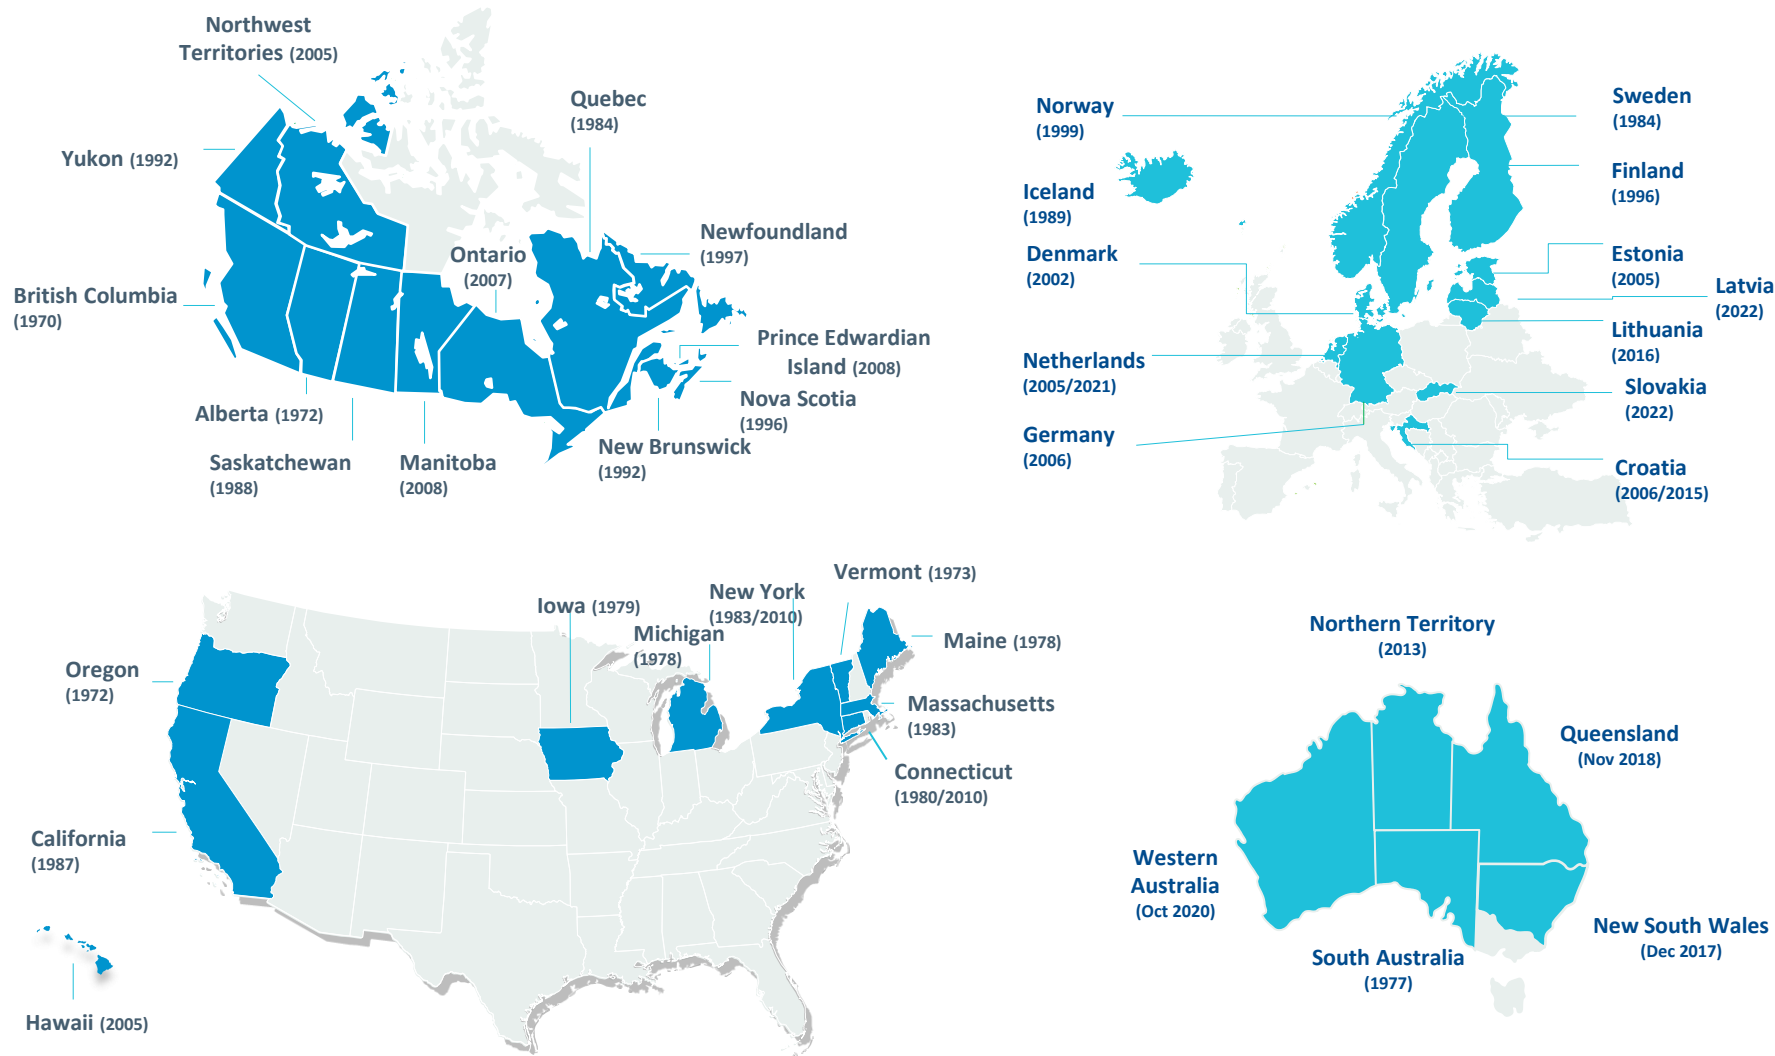 Northwest
Territories (2005)
Quebec
(1984)
Yukon (1992)
Newfoundland
(1997)
Ontario
(2007)
British Columbia
(1970)
Prince Edwardian
Island (2008)
Nova Scotia
(1996)
Alberta (1972)
New Brunswick
(1992)
Saskatchewan
(1988)
Manitoba
(2008)
Norway
(1999)
Sweden
(1984)
Finland
(1996)
Iceland
(1989)
Denmark
(2002)
Estonia
(2005)
Latvia
(2022)
Lithuania
(2016)
Netherlands
(2005/2021)
Slovakia
(2022)
Germany
(2006)
Croatia
(2006/2015)
Vermont (1973)
New York
(1983/2010)
Iowa (1979)
Michigan
(1978)
Maine (1978)
Oregon
(1972)
Massachusetts
(1983)
Connecticut
(1980/2010)
California
(1987)
Hawaii (2005)
Northern Territory
(2013)
Queensland
(Nov 2018)
Western
Australia
(Oct 2020)
New South Wales
(Dec 2017)
South Australia
(1977)